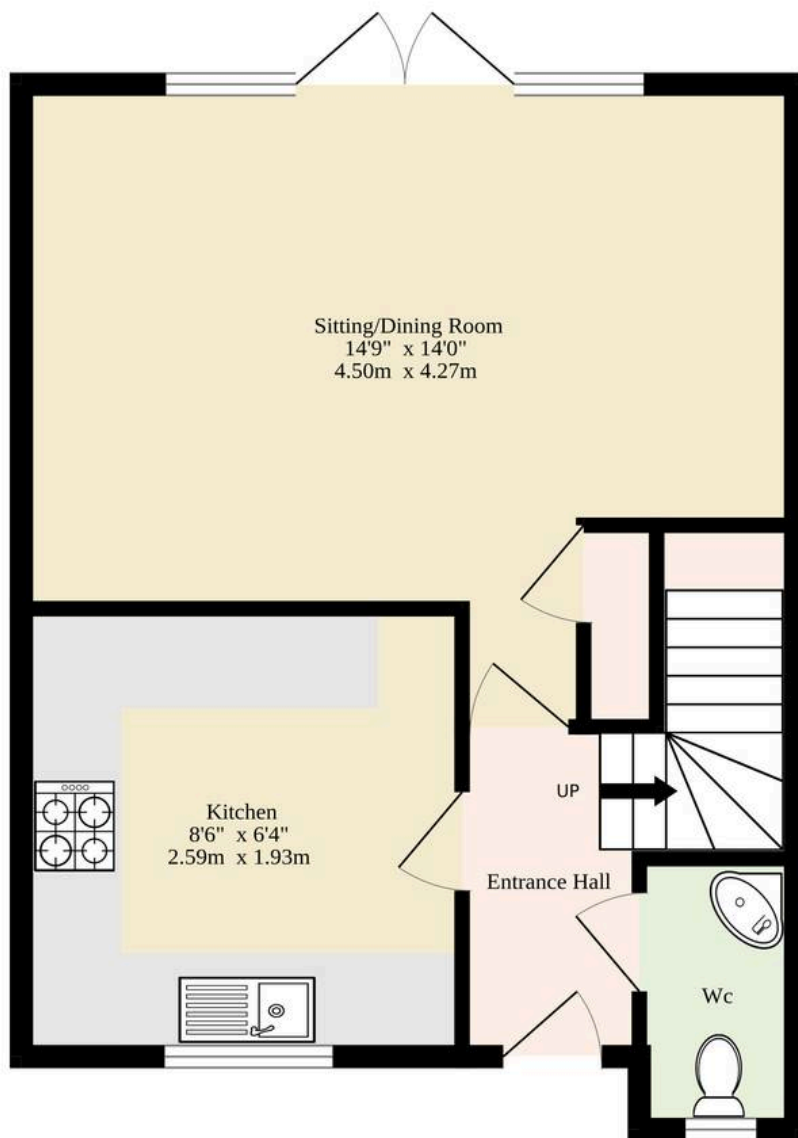 Sitting/Dining Room
14'9" x 14'0"
4.50m x 4.27m
Kitchen
8'6" x 6'4"
2.59m x 1.93m
UP
Entrance Hall
Wc